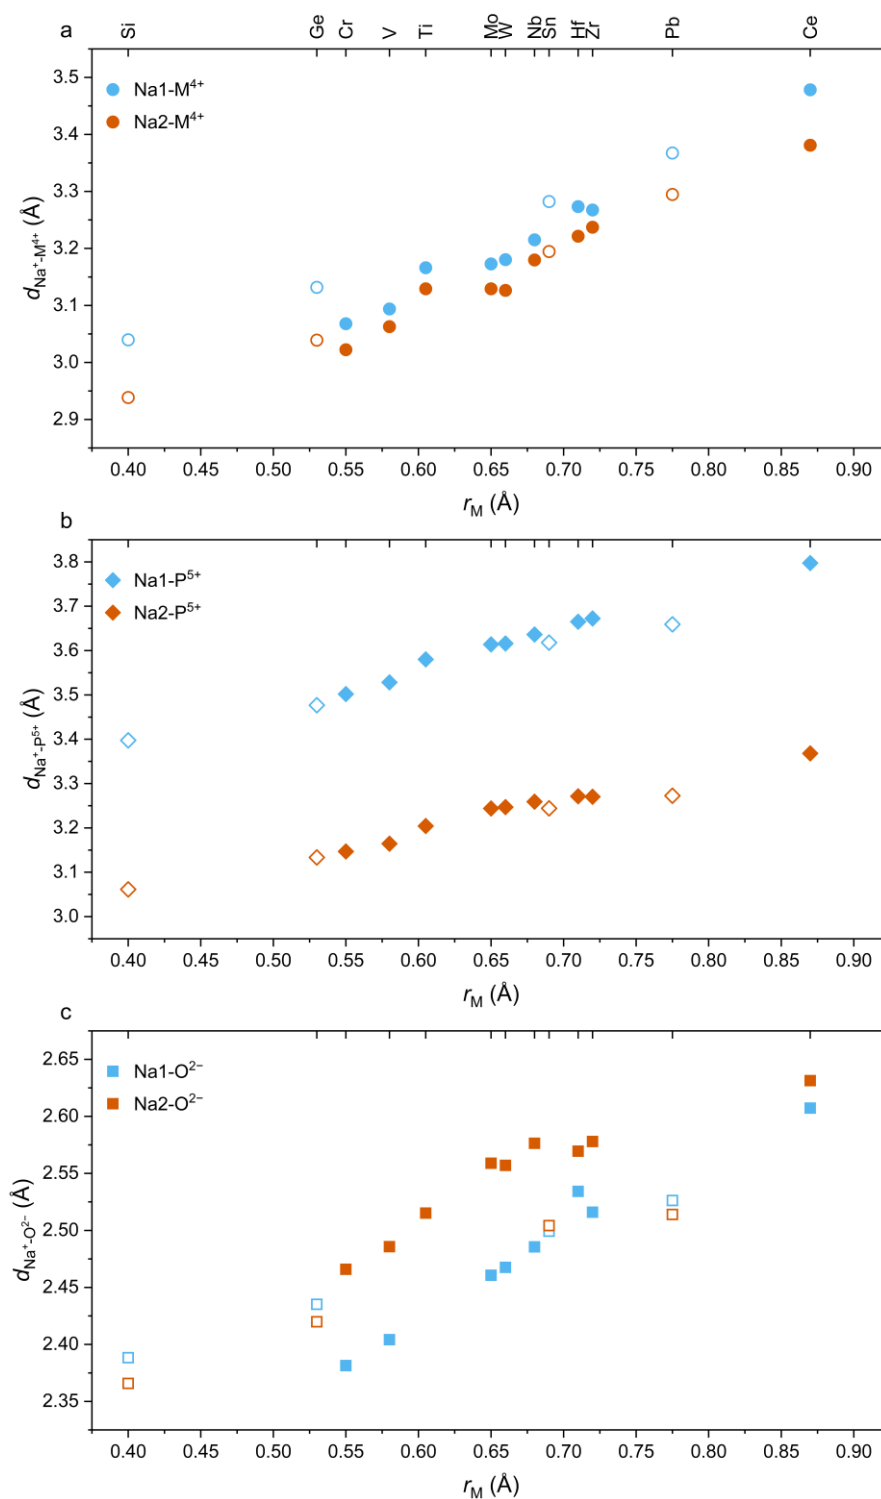 a
Si Ge Cr V Ti Mo W Nb Sn Hf Zr Pb Ce
3.5
Na1-M⁴⁺
Na2-M⁴⁺
3.4
3.3
3.2
3.1
3.0
2.9
d Na⁺-M⁴⁺ (Å)
0.40 0.45 0.50 0.55 0.60 0.65 0.70 0.75 0.80 0.85 0.90
r M (Å)
b
3.8
Na1-P⁵⁺
Na2-P⁵⁺
3.7
3.6
3.5
3.4
3.3
3.2
3.1
3.0
d Na⁺-P⁵⁺ (Å)
0.40 0.45 0.50 0.55 0.60 0.65 0.70 0.75 0.80 0.85 0.90
r M (Å)
c
2.65
Na1-O²⁻
Na2-O²⁻
2.60
2.55
2.50
2.45
2.40
2.35
d Na⁺-O²⁻ (Å)
0.40 0.45 0.50 0.55 0.60 0.65 0.70 0.75 0.80 0.85 0.90
r M (Å)